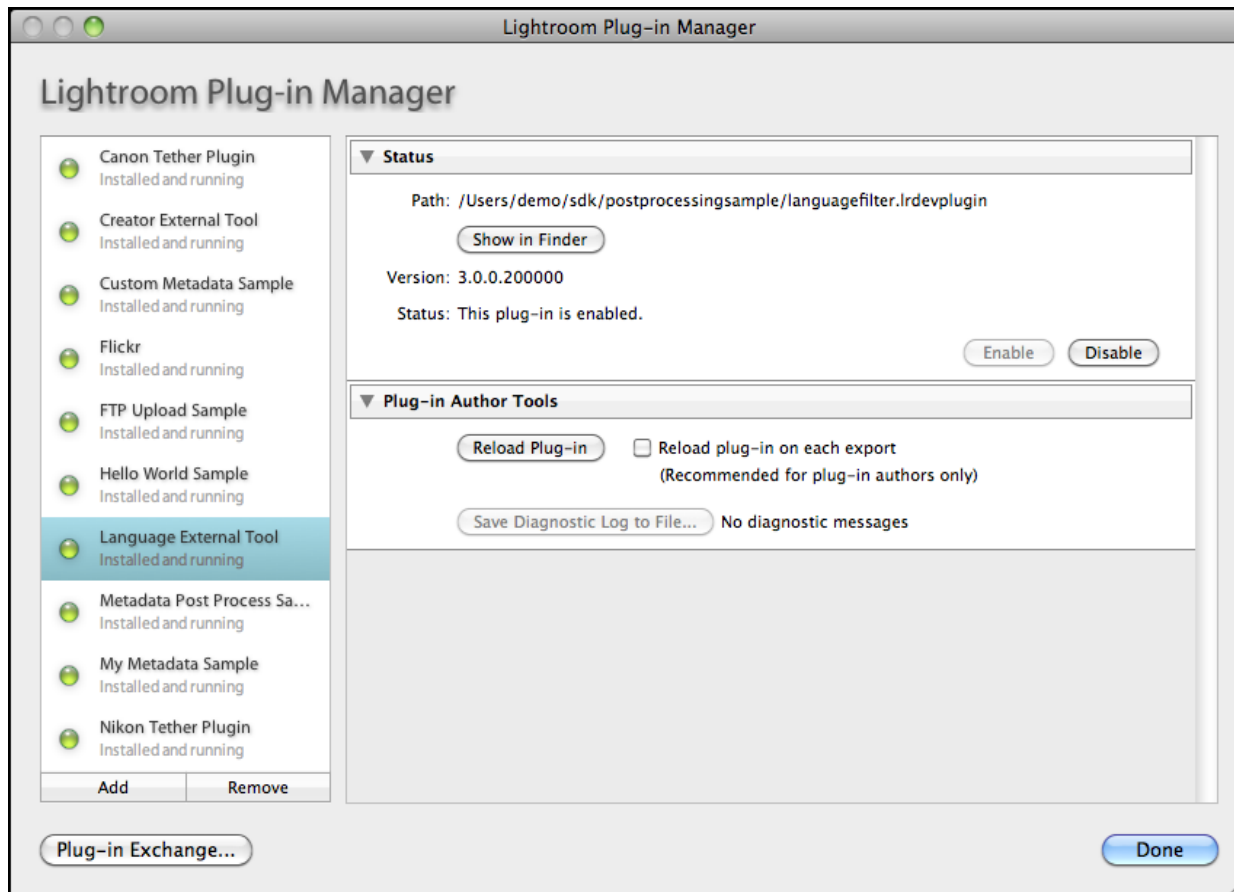 Lightroom Plug-in Manager
Lightroom Plug-in Manager
Canon Tether Plugin
Installed and running
Creator External Tool
Installed and running
Custom Metadata Sample
Installed and running
Flickr
Installed and running
FTP Upload Sample
Installed and running
Hello World Sample
Installed and running
Language External Tool
Installed and running
Metadata Post Process Sa...
Installed and running
My Metadata Sample
Installed and running
Nikon Tether Plugin
Installed and running
Add Remove
Status
Path: /Users/demo/sdk/postprocessingsample/languagefilter.lrdevplugin
Show in Finder
Version: 3.0.0.200000
Status: This plug-in is enabled.
Enable Disable
Plug-in Author Tools
Reload Plug-in Reload plug-in on each export
(Recommended for plug-in authors only)
Save Diagnostic Log to File... No diagnostic messages
Plug-in Exchange... Done